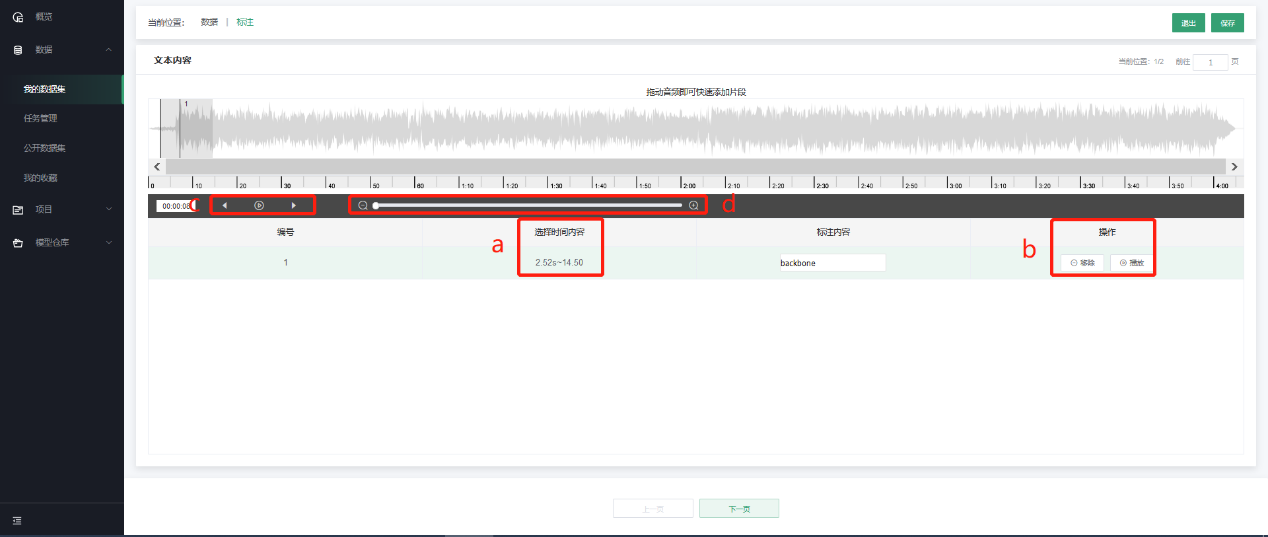 概览
数据
我的数据集
任务管理
公开数据集
我的收藏
项目
模型仓库
当前位置： 数据 | 标注
退出 保存
文本内容
当前位置：1/2 前往 1 页
拖动音频即可快速添加片段
1
0 10 20 30 40 50 60 1:10 1:20 1:30 1:40 1:50 2:00 2:10 2:20 2:30 2:40 2:50 3:00 3:10 3:20 3:30 3:40 3:50 4:00
00:00:08 c d
编号 选择时间内容 标注内容 操作
a b
1 2.52s~14.50 backbone 移除 播放
上一页 下一页